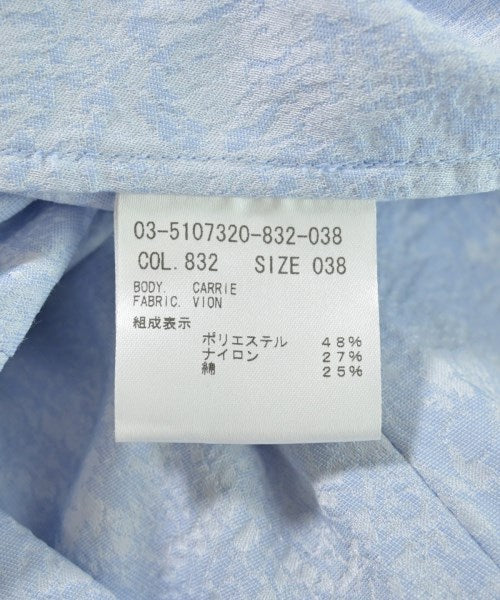 03-5107320-832-038
COL.832 SIZE 038
BODY. CARRIE
FABRIC. VION
組成表示
ポリエステル 48%
ナイロン 27%
綿 25%